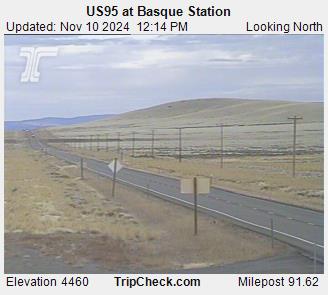 US95 at Basque Station
Updated: Nov 10 2024 12:14 PM Looking North
Elevation 4460 TripCheck.com Milepost 91.62